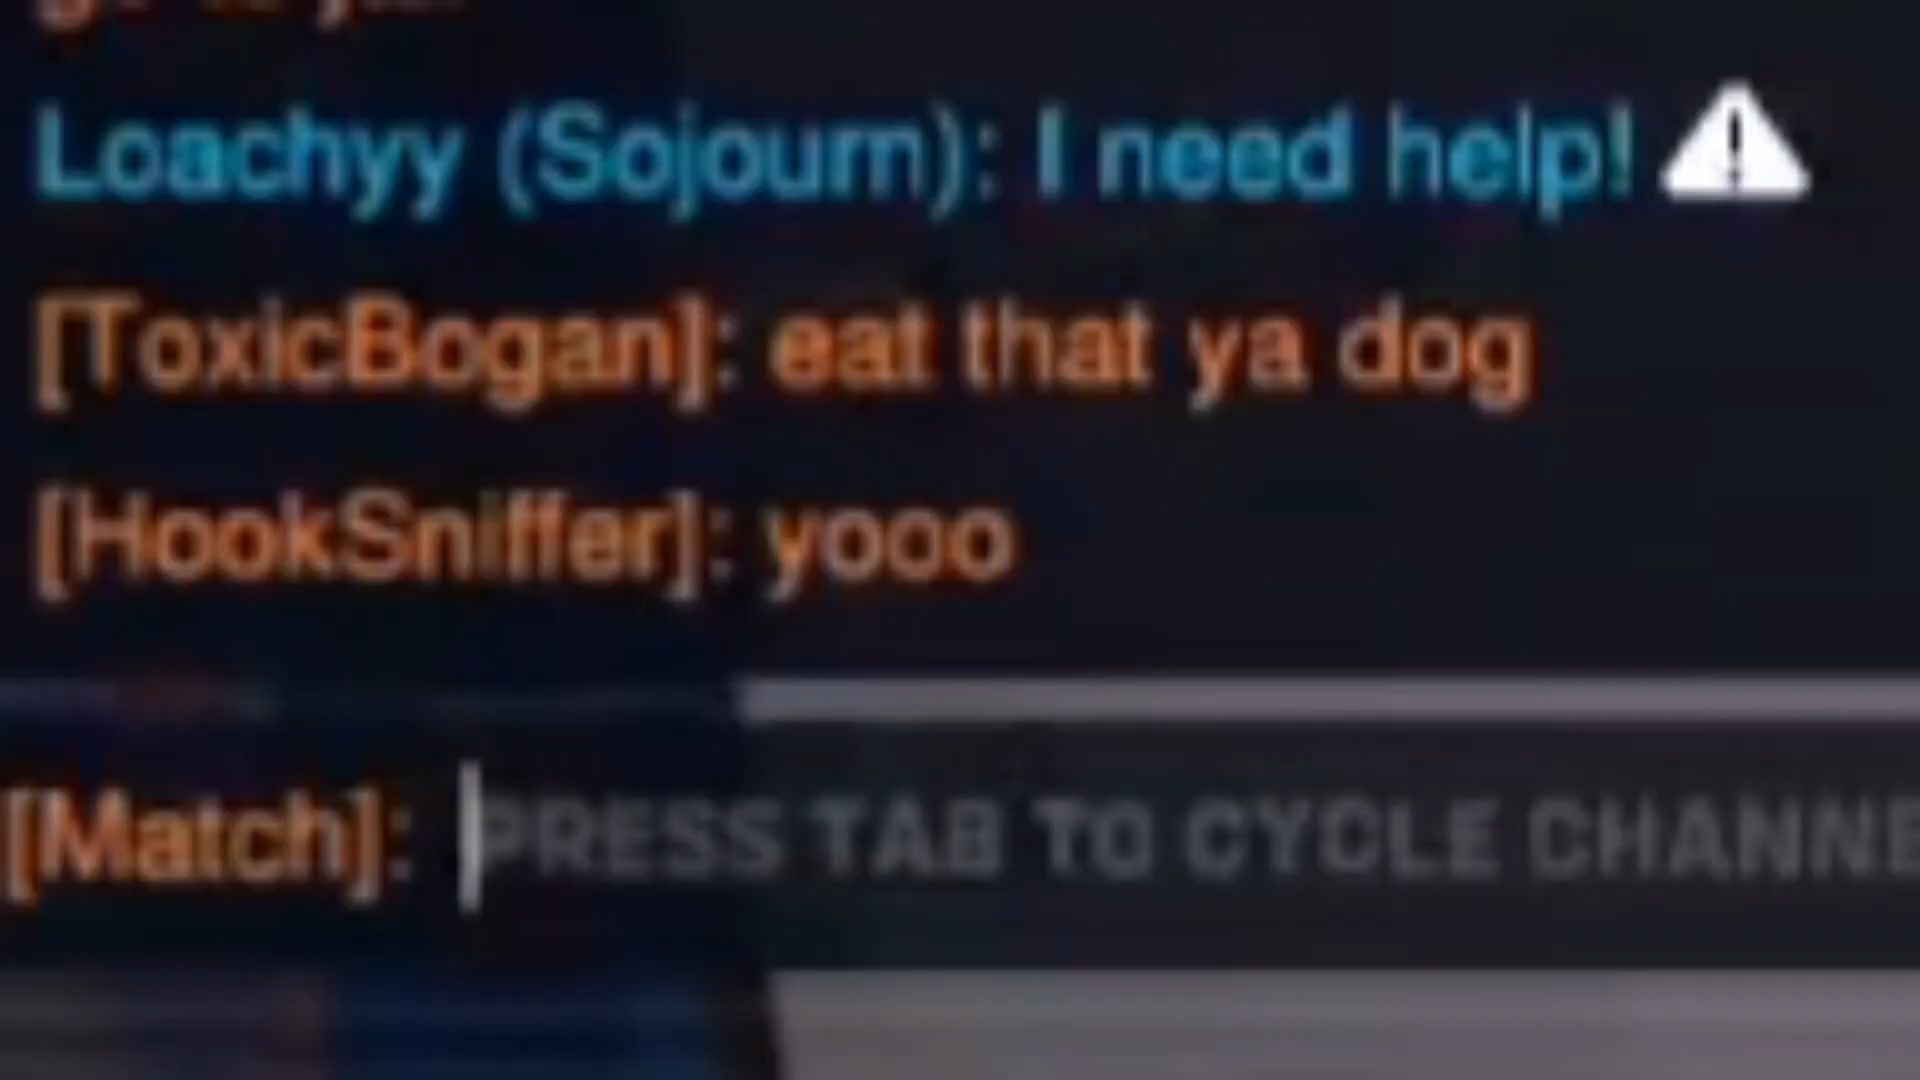 Loachyy (Sojourn): I need help!
[ToxicBogan]: eat that ya dog
[HookSniffer]: yooo
[Match]: PRESS TAB TO CYCLE CHANNE